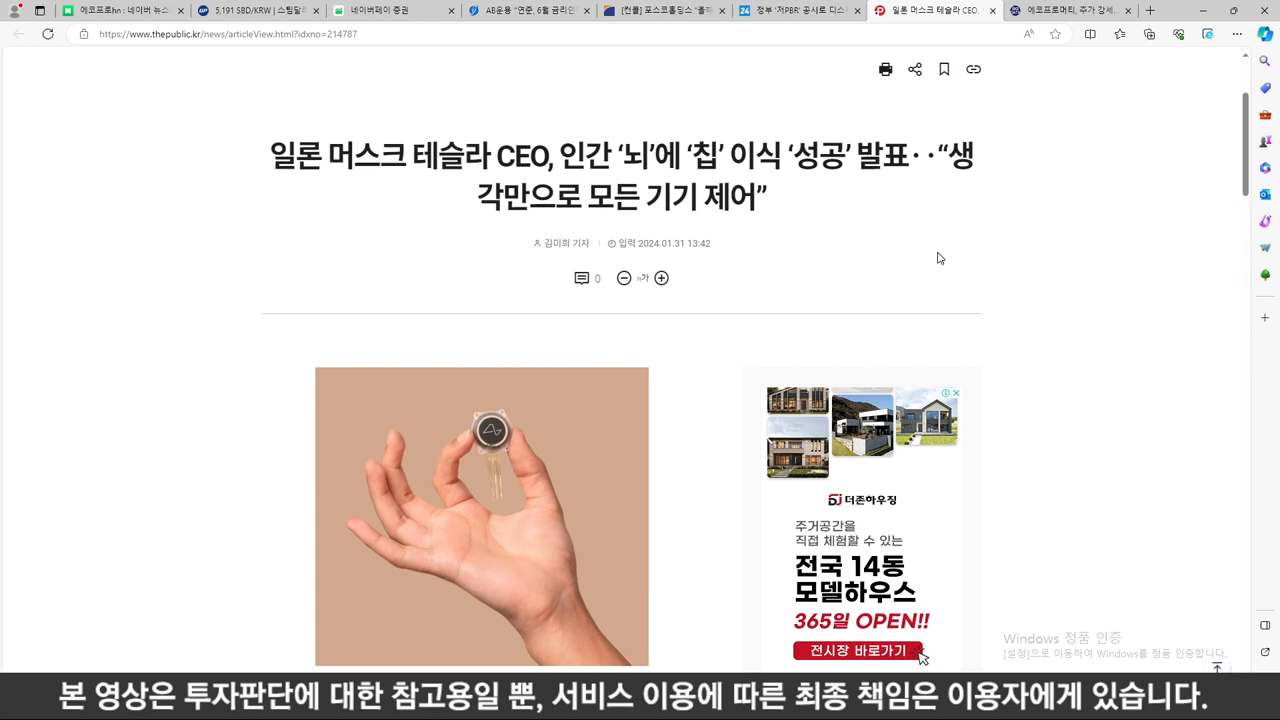 에코프로ho : 네이버 뉴스
5,191 SBD/KRW | 스팀달러
네이버페이 증권
AB운용 "연준, 6월 금리인
[컨콜] 포스코홀딩스 "출하
정부 '저PBR' 공시로 디스
일론 머스크 테슬라 CEO,
에코프로머티, 주가 강세…
https://www.thepublic.kr/news/articleView.html?idxno=214787
일론 머스크 테슬라 CEO, 인간 ‘뇌’에 ‘칩’ 이식 ‘성공’ 발표··“생
각만으로 모든 기기 제어”
김미희 기자 입력 2024.01.31 13:42
0 가 가
더존하우징
주거공간을
직접 체험할 수 있는
전국 14동
모델하우스
365일 OPEN!!
전시장 바로가기
Windows 정품 인증
[설정]으로 이동하여 Windows를 정품 인증합니다.
본 영상은 투자판단에 대한 참고용일 뿐, 서비스 이용에 따른 최종 책임은 이용자에게 있습니다.